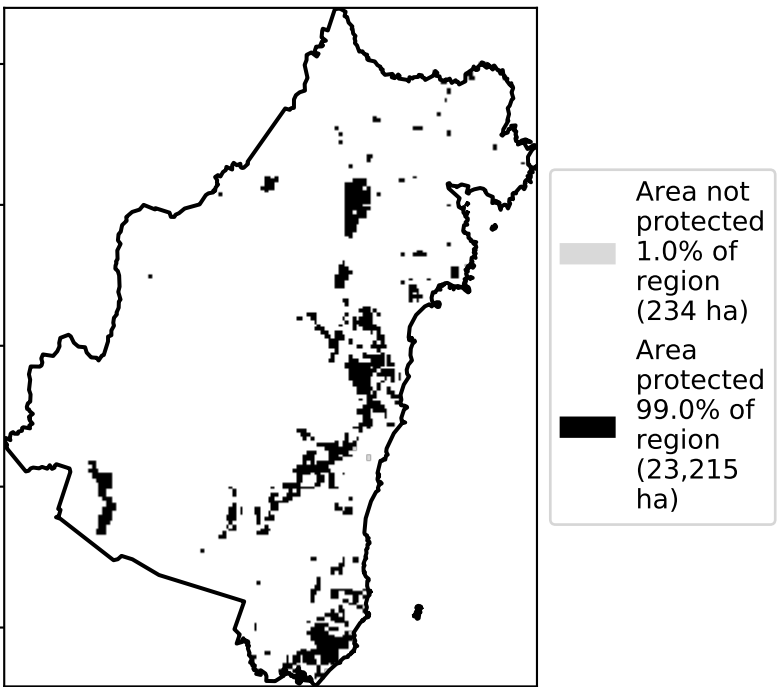 Area not
protected
1.0% of
region
(234 ha)
Area
protected
99.0% of
region
(23,215
ha)